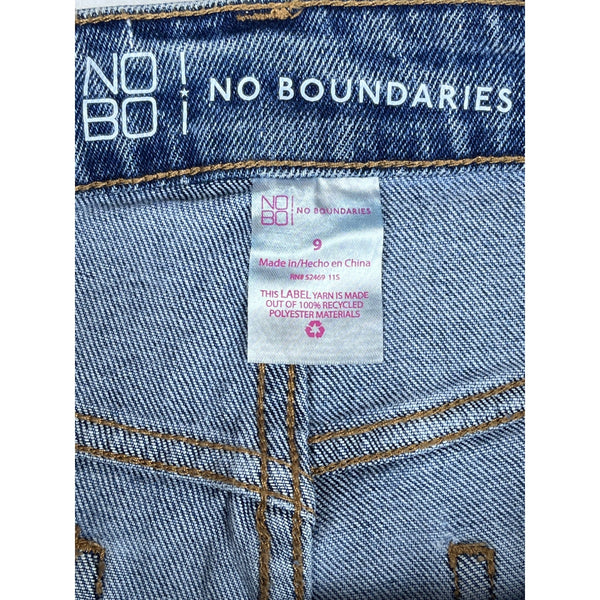 NO
BO
NO BOUNDARIES
NO
BO
NO BOUNDARIES
9
Made in/Hecho en China
RN# 52469 115
THIS LABEL YARN IS MADE
OUT OF 100% RECYCLED
POLYESTER MATERIALS